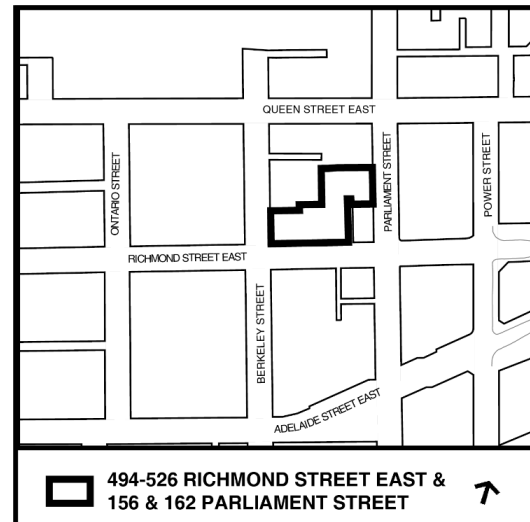 QUEEN STREET EAST
ONTARIO STREET
PARLIAMENT STREET
POWER STREET
RICHMOND STREET EAST
BERKELEY STREET
ADELAIDE STREET EAST
494-526 RICHMOND STREET EAST &
156 & 162 PARLIAMENT STREET